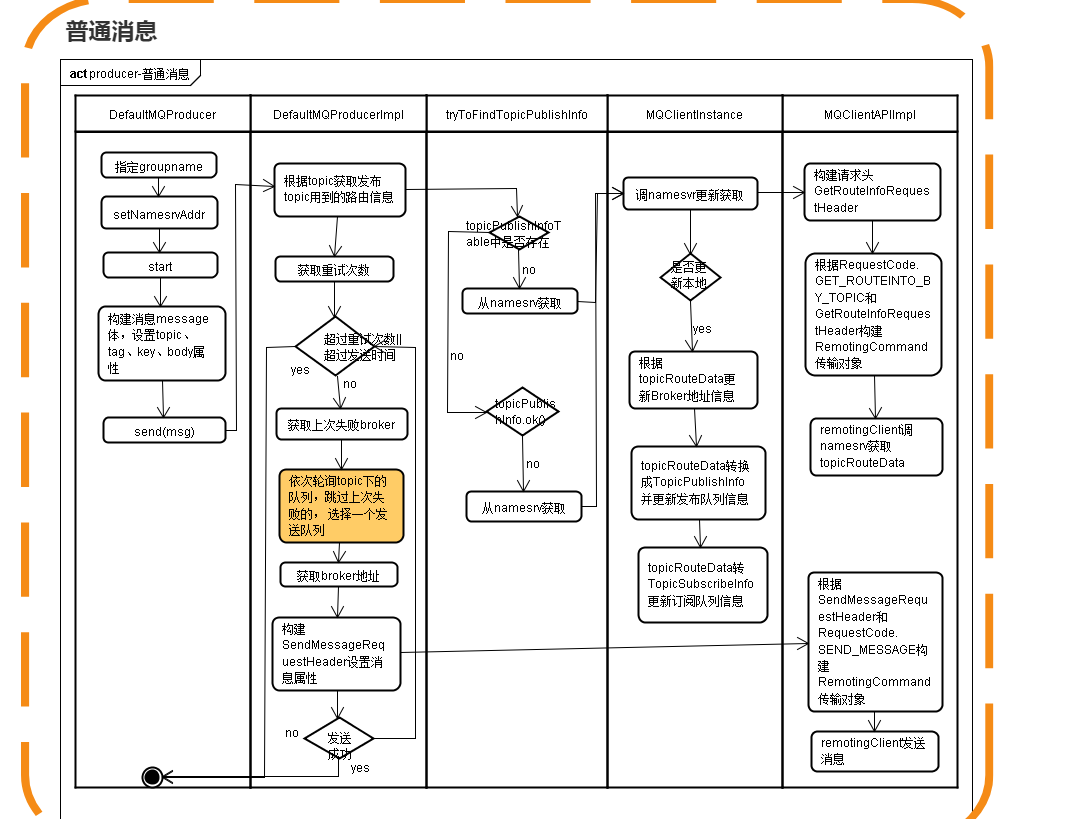 普通消息
act producer-普通消息
DefaultMQProducer
DefaultMQProducerImpl
tryToFindTopicPublishInfo
MQClientInstance
MQClientAPIImpl
指定groupname
setNamesrvAddr
start
构建消息message
体，设置topic、
tag、key、body属
性
send(msg)
根据topic获取发布
topic用到的路由信息
获取重试次数
超过重试次数||
超过发送时间
yes
no
获取上次失败broker
依次轮询topic下的
队列，跳过上次失
败的， 选择一个发
送队列
获取broker地址
构建
SendMessageReq
uestHeader设置消
息属性
no
发送
成功
yes
topicPublishInfoT
able中是否存在
no
从namesrv获取
no
topicPublis
hInfo.ok()
no
从namesrv获取
调namesvr更新获取
是否更
新本地
yes
根据
topicRouteData更
新Broker地址信息
topicRouteData转换
成TopicPublishInfo
并更新发布队列信息
topicRouteData转
TopicSubscribeInfo
更新订阅队列信息
构建请求头
GetRouteInfoReques
tHeader
根据RequestCode.
GET_ROUTEINTO_B
Y_TOPIC和
GetRouteInfoReques
tHeader构建
RemotingCommand
传输对象
remotingClient调
namesrv获取
topicRouteData
根据
SendMessageRequ
estHeader和
RequestCode.
SEND_MESSAGE构
建
RemotingCommand
传输对象
remotingClient发送
消息